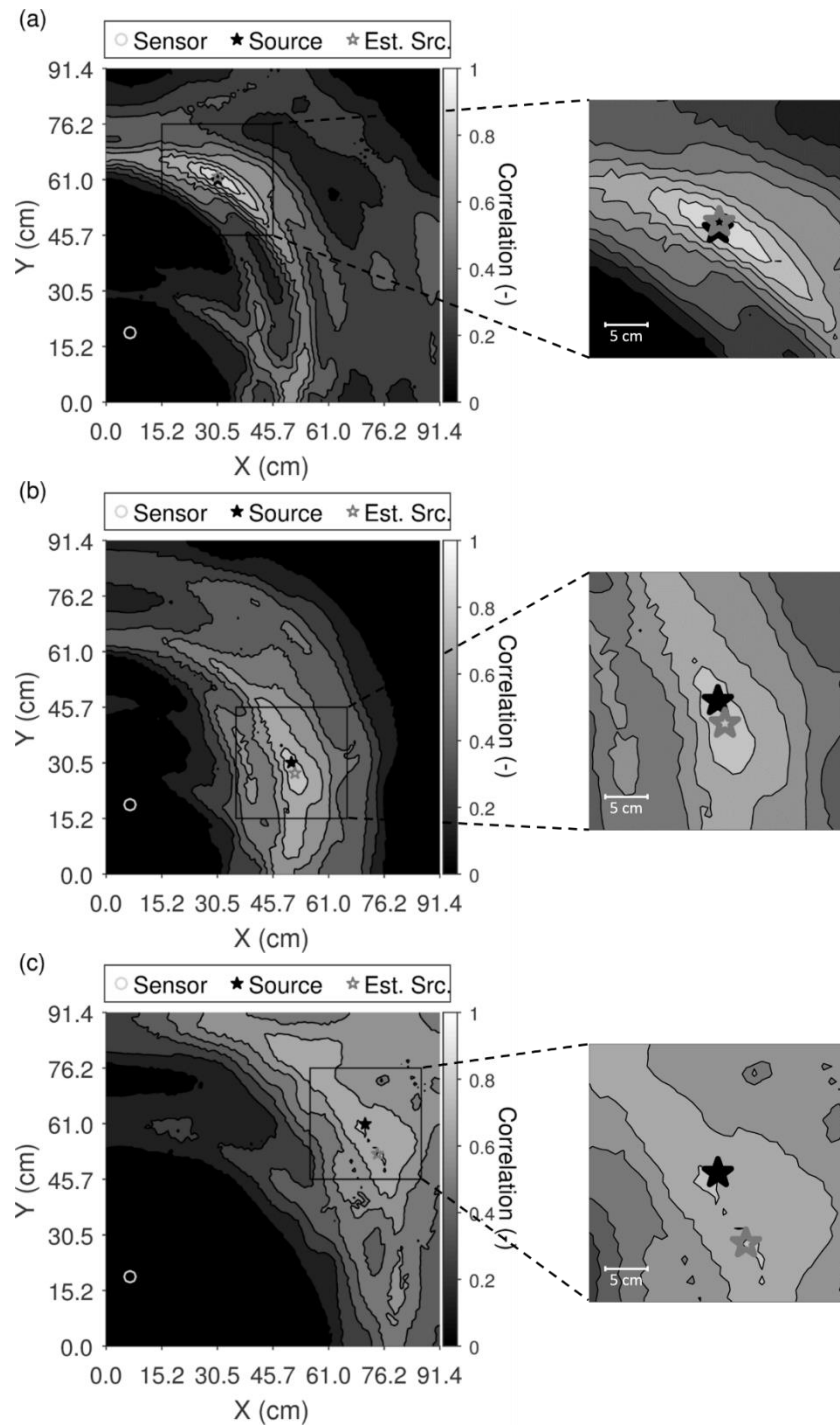 (a)
Sensor Source Est. Src.
91.4
76.2
61.0
45.7
30.5
15.2
0.0
Y (cm)
0.0 15.2 30.5 45.7 61.0 76.2 91.4
X (cm)
1
0.8
0.6
0.4
0.2
0
Correlation (-)
5 cm
(b)
Sensor Source Est. Src.
91.4
76.2
61.0
45.7
30.5
15.2
0.0
Y (cm)
0.0 15.2 30.5 45.7 61.0 76.2 91.4
X (cm)
1
0.8
0.6
0.4
0.2
0
Correlation (-)
5 cm
(c)
Sensor Source Est. Src.
91.4
76.2
61.0
45.7
30.5
15.2
0.0
Y (cm)
0.0 15.2 30.5 45.7 61.0 76.2 91.4
X (cm)
1
0.8
0.6
0.4
0.2
0
Correlation (-)
5 cm